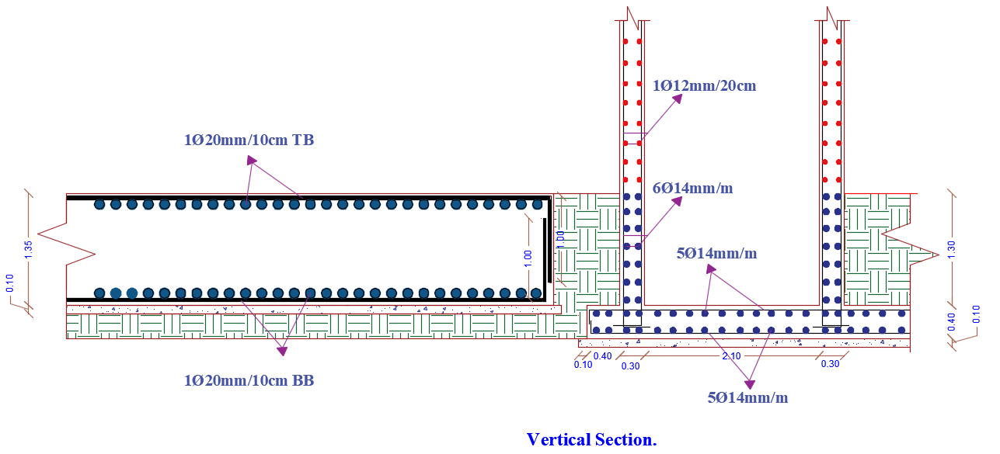 1Ø12mm/20cm
1Ø20mm/10cm TB
6Ø14mm/m
1.35
1.00
1.00
5Ø14mm/m
1.30
0.10
0.40
0.10
0.10
0.40
0.30
2.10
0.30
1Ø20mm/10cm BB
5Ø14mm/m
Vertical Section.